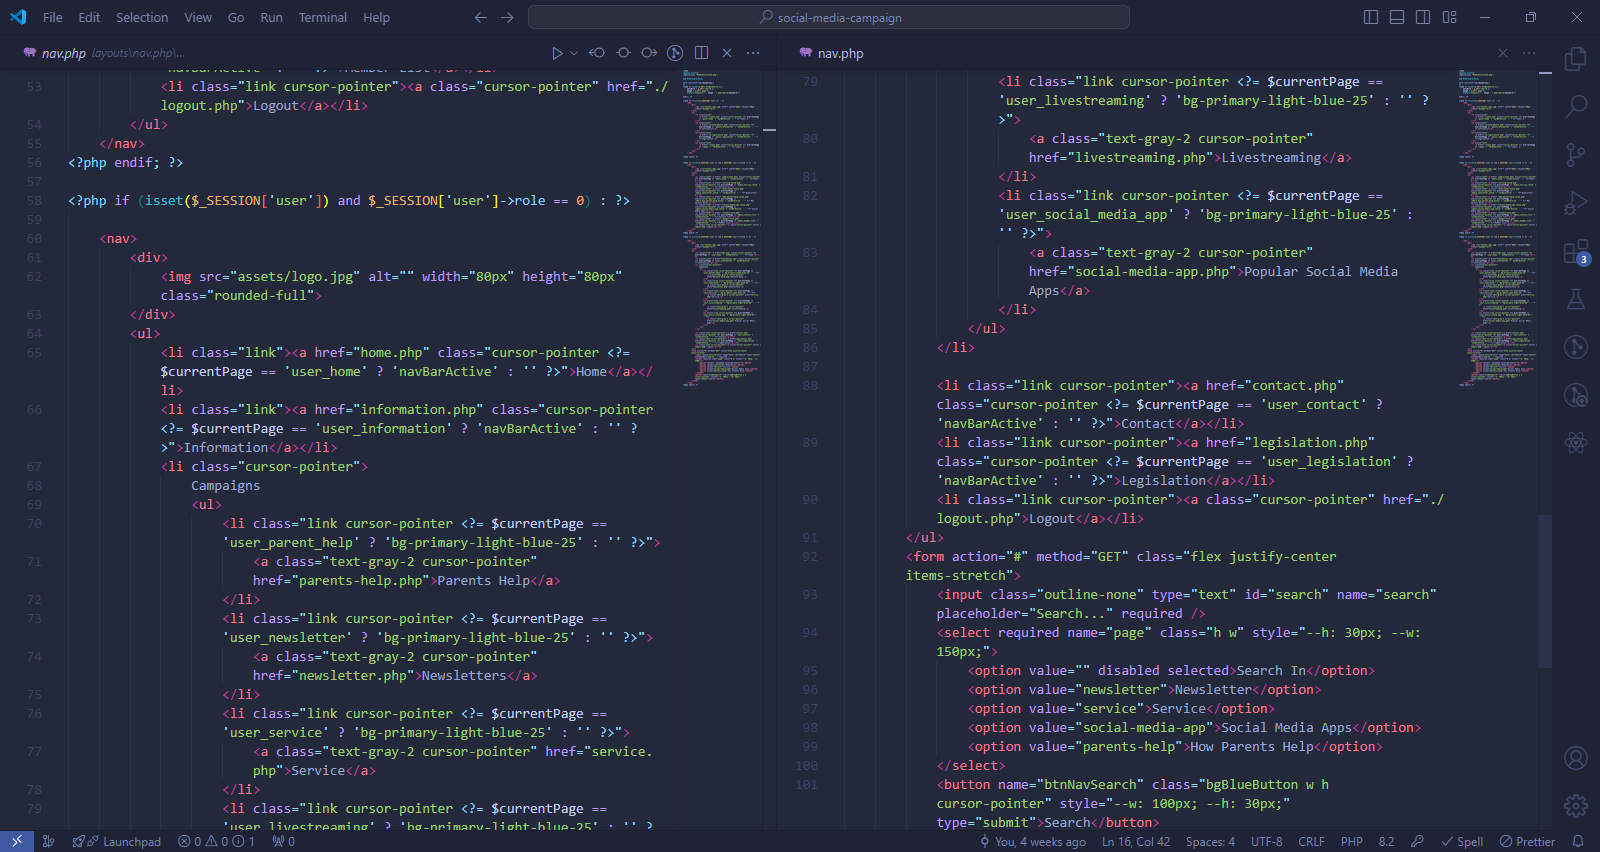 File Edit Selection View Go Run Terminal Help
social-media-campaign
nav.php layouts\nav.php\...
53 <li class="link cursor-pointer"><a class="cursor-pointer" href="./
logout.php">Logout</a></li>
54 </ul>
55 </nav>
56 <?php endif; ?>
57
58 <?php if (isset($_SESSION['user']) and $_SESSION['user']->role == 0) : ?>
59
60 <nav>
61 <div>
62 <img src="assets/logo.jpg" alt="" width="80px" height="80px"
class="rounded-full">
63 </div>
64 <ul>
65 <li class="link"><a href="home.php" class="cursor-pointer <?=
$currentPage == 'user_home' ? 'navBarActive' : '' ?>">Home</a></
li>
66 <li class="link"><a href="information.php" class="cursor-pointer
<?= $currentPage == 'user_information' ? 'navBarActive' : '' ?
>">Information</a></li>
67 <li class="cursor-pointer">
68 Campaigns
69 <ul>
70 <li class="link cursor-pointer <?= $currentPage ==
'user_parent_help' ? 'bg-primary-light-blue-25' : '' ?>">
71 <a class="text-gray-2 cursor-pointer"
href="parents-help.php">Parents Help</a>
72 </li>
73 <li class="link cursor-pointer <?= $currentPage ==
'user_newsletter' ? 'bg-primary-light-blue-25' : '' ?>">
74 <a class="text-gray-2 cursor-pointer"
href="newsletter.php">Newsletters</a>
75 </li>
76 <li class="link cursor-pointer <?= $currentPage ==
'user_service' ? 'bg-primary-light-blue-25' : '' ?>">
77 <a class="text-gray-2 cursor-pointer" href="service.
php">Service</a>
78 </li>
79 <li class="link cursor-pointer <?= $currentPage ==
'user_livestreaming' ? 'bg-primary-light-blue-25' : '' ?
nav.php
79 <li class="link cursor-pointer <?= $currentPage ==
'user_livestreaming' ? 'bg-primary-light-blue-25' : '' ?
>">
80 <a class="text-gray-2 cursor-pointer"
href="livestreaming.php">Livestreaming</a>
81 </li>
82 <li class="link cursor-pointer <?= $currentPage ==
'user_social_media_app' ? 'bg-primary-light-blue-25' :
'' ?>">
83 <a class="text-gray-2 cursor-pointer"
href="social-media-app.php">Popular Social Media
Apps</a>
84 </li>
85 </ul>
86 </li>
87
88 <li class="link cursor-pointer"><a href="contact.php"
class="cursor-pointer <?= $currentPage == 'user_contact' ?
'navBarActive' : '' ?>">Contact</a></li>
89 <li class="link cursor-pointer"><a href="legislation.php"
class="cursor-pointer <?= $currentPage == 'user_legislation' ?
'navBarActive' : '' ?>">Legislation</a></li>
90 <li class="link cursor-pointer"><a class="cursor-pointer" href="./
logout.php">Logout</a></li>
91 </ul>
92 <form action="#" method="GET" class="flex justify-center
items-stretch">
93 <input class="outline-none" type="text" id="search" name="search"
placeholder="Search..." required />
94 <select required name="page" class="h w" style="--h: 30px; --w:
150px;">
95 <option value="" disabled selected>Search In</option>
96 <option value="newsletter">Newsletter</option>
97 <option value="service">Service</option>
98 <option value="social-media-app">Social Media Apps</option>
99 <option value="parents-help">How Parents Help</option>
100 </select>
101 <button name="btnNavSearch" class="bgBlueButton w h
cursor-pointer" style="--w: 100px; --h: 30px;"
type="submit">Search</button>
3
Launchpad 0 0 1 0 You, 4 weeks ago Ln 16, Col 42 Spaces: 4 UTF-8 CRLF PHP 8.2 Spell Prettier